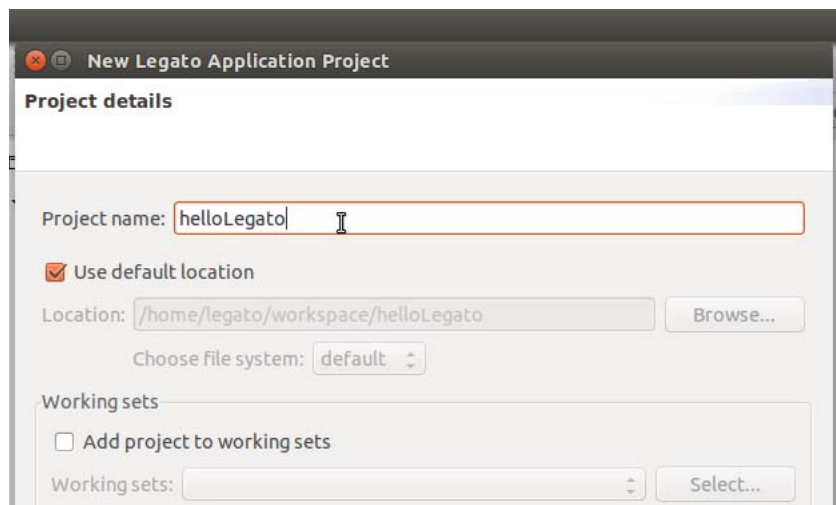 New Legato Application Project
Project details
Project name: helloLegato
Use default location
Location: /home/legato/workspace/helloLegato Browse...
Choose file system: default
Working sets
Add project to working sets
Working sets: Select...